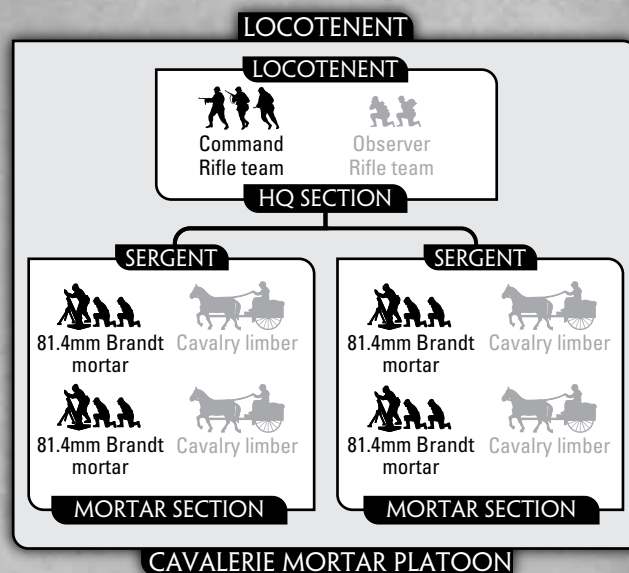 LOCOTENENT
LOCOTENENT
Command
Rifle team
Observer
Rifle team
HQ SECTION
SERGENT
81.4mm Brandt
mortar
Cavalry limber
81.4mm Brandt
mortar
Cavalry limber
MORTAR SECTION
SERGENT
81.4mm Brandt
mortar
Cavalry limber
81.4mm Brandt
mortar
Cavalry limber
MORTAR SECTION
CAVALERIE MORTAR PLATOON